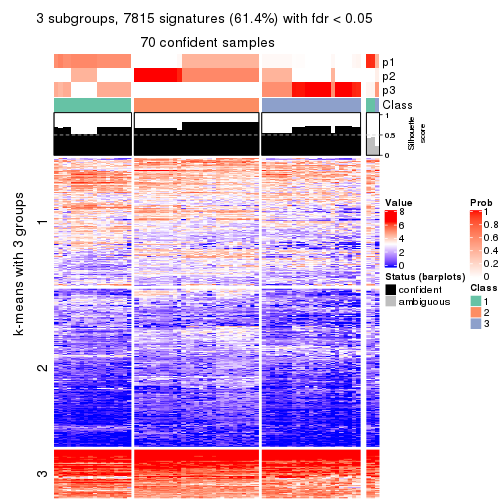 3 subgroups, 7815 signatures (61.4%) with fdr < 0.05
70 confident samples
p1
p2
p3
Class
1
0.5
0
Silhouette
score
k-means with 3 groups
1
2
3
Value
8
6
4
2
0
Status (barplots)
confident
ambiguous
Prob
1
0.8
0.6
0.4
0.2
0
Class
1
2
3